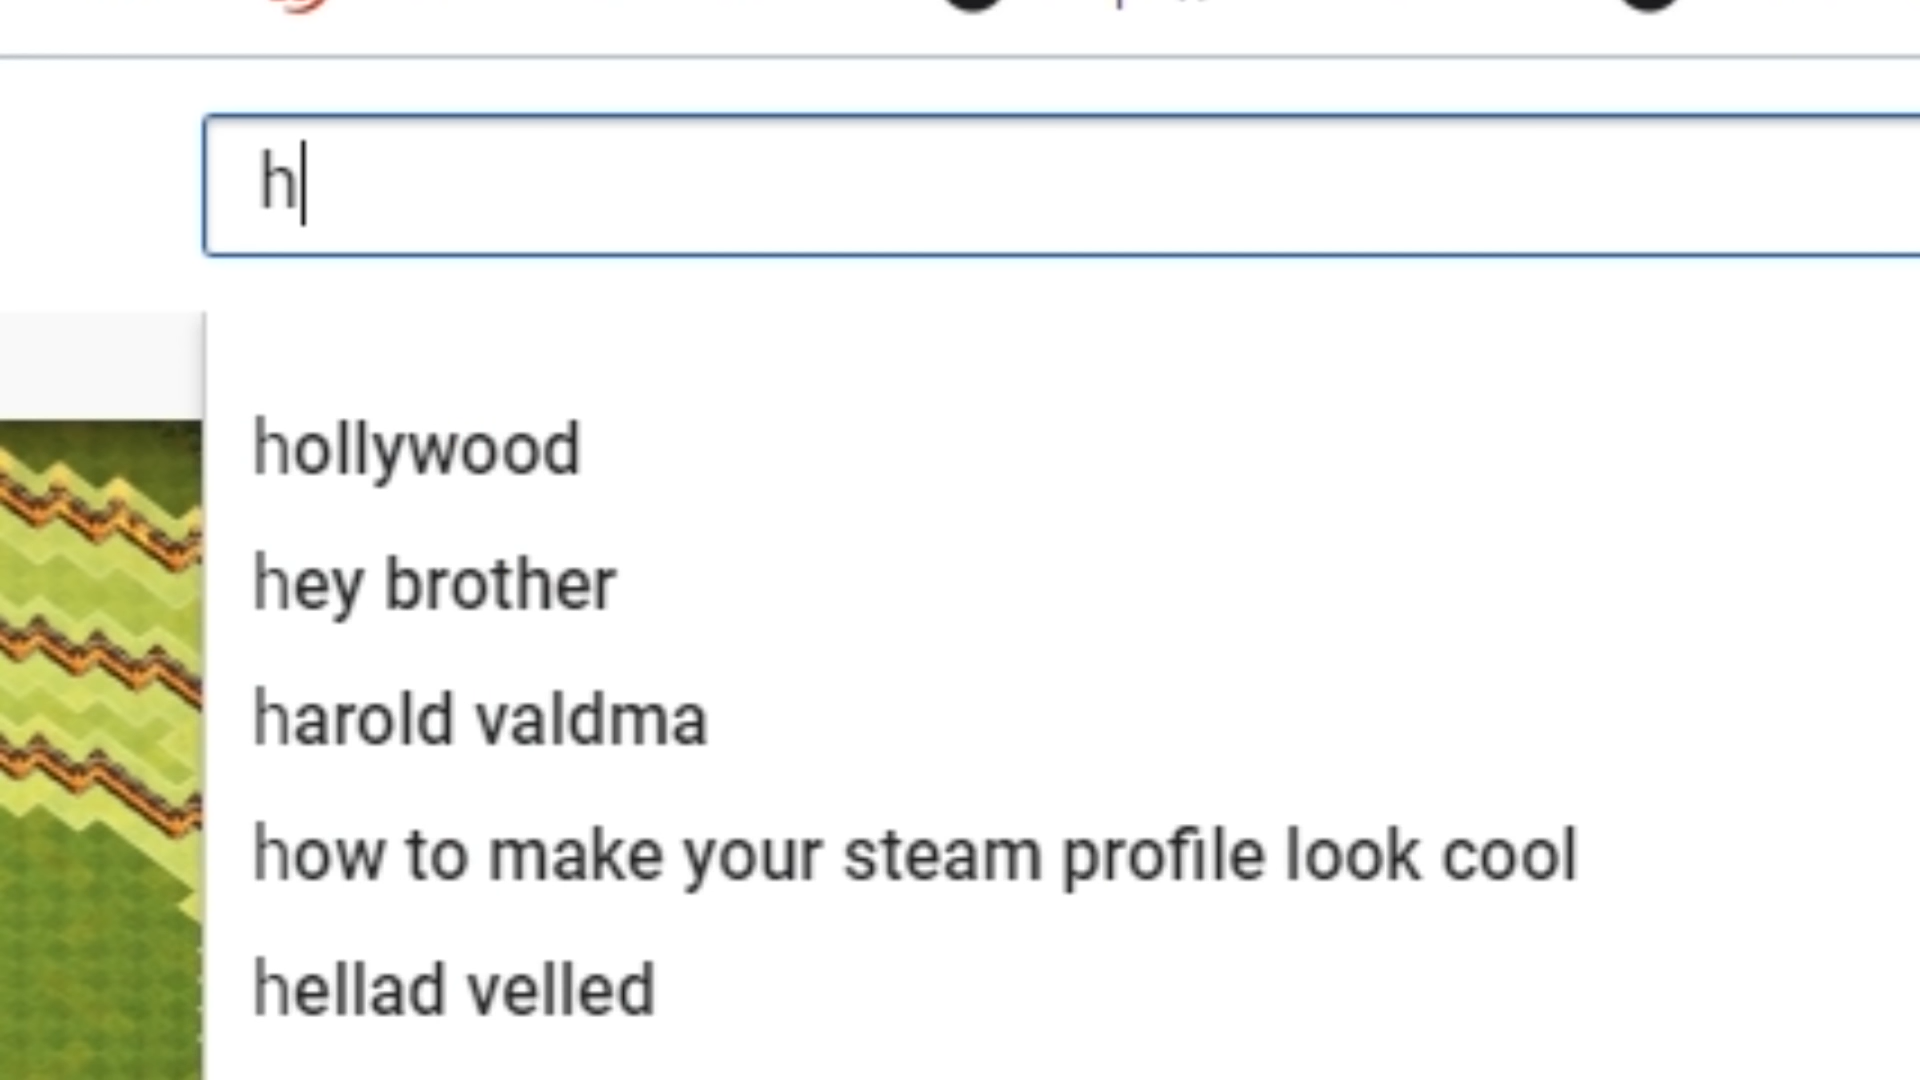 h
hollywood
hey brother
harold valdma
how to make your steam profile look cool
hellad velled